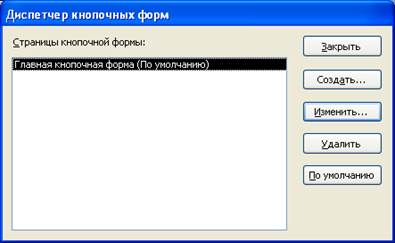 Диспетчер кнопочных форм
Страницы кнопочной формы:
Главная кнопочная форма (По умолчанию)
Закрыть
Создать...
Изменить...
Удалить
По умолчанию